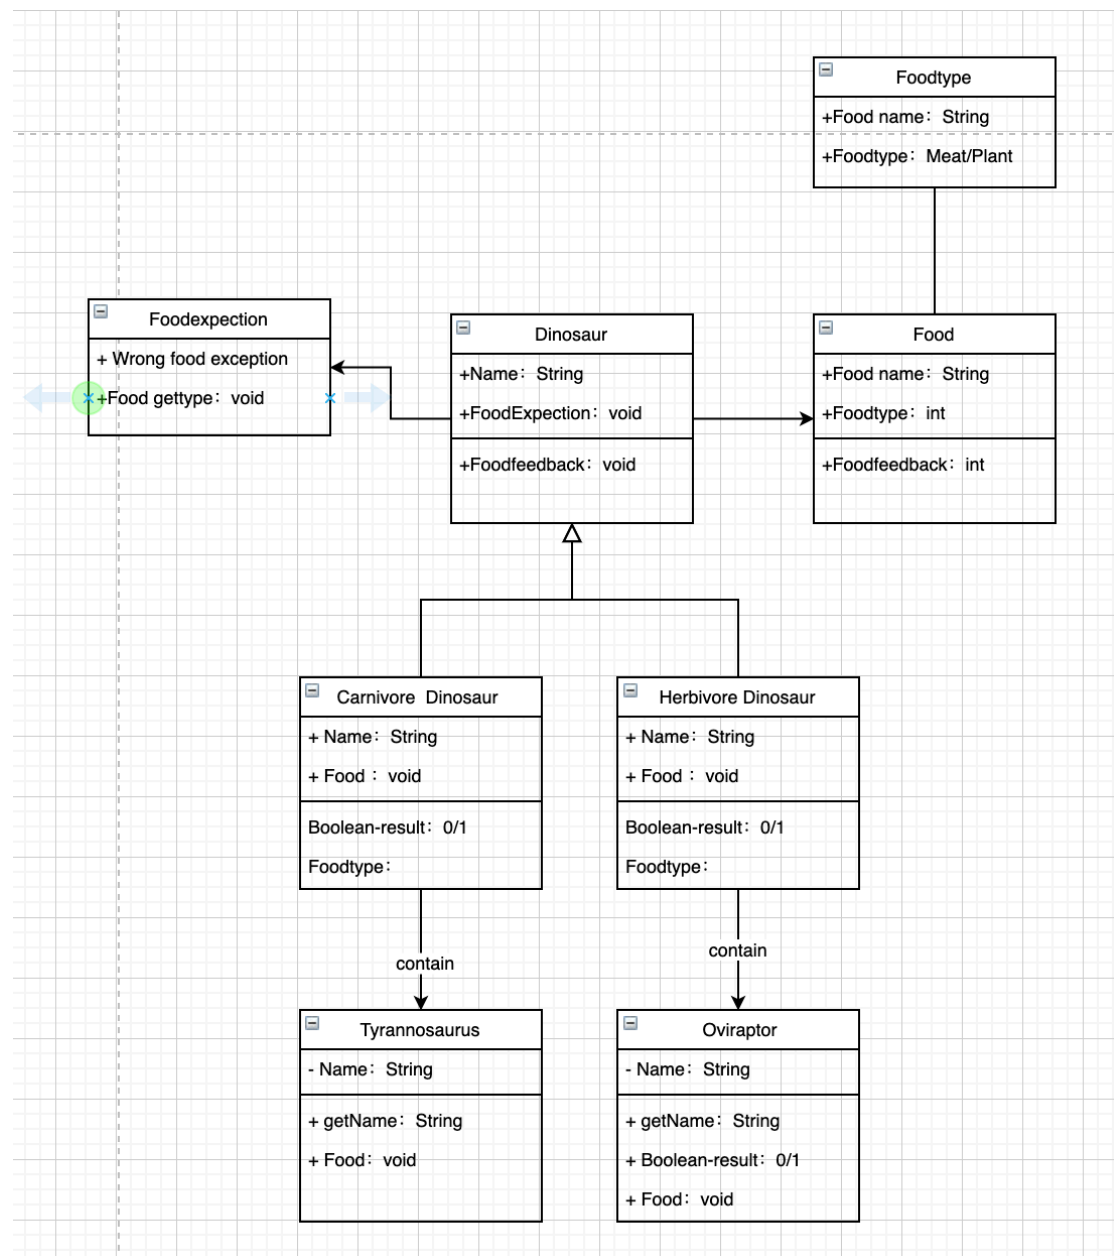 Foodtype
+Food name：String
+Foodtype：Meat/Plant
Foodexpection
+ Wrong food exception
+Food gettype：void
Dinosaur
+Name：String
+FoodExpection：void
+Foodfeedback：void
Food
+Food name：String
+Foodtype：int
+Foodfeedback：int
Carnivore  Dinosaur
+ Name：String
+ Food ：void
Boolean-result：0/1
Foodtype：
Herbivore Dinosaur
+ Name：String
+ Food ：void
Boolean-result：0/1
Foodtype：
contain
contain
Tyrannosaurus
- Name：String
+ getName：String
+ Food：void
Oviraptor
- Name：String
+ getName：String
+ Boolean-result：0/1
+ Food：void